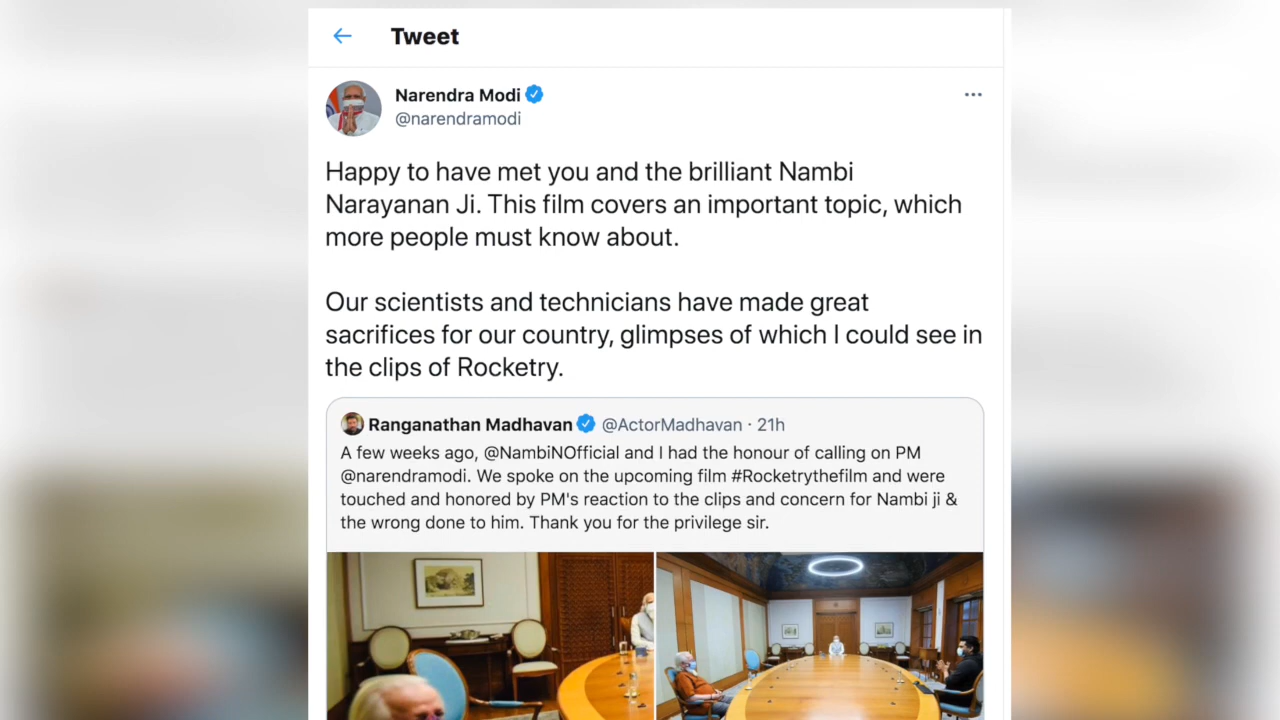 Tweet
Narendra Modi
@narendramodi
Happy to have met you and the brilliant Nambi
Narayanan Ji. This film covers an important topic, which
more people must know about.
Our scientists and technicians have made great
sacrifices for our country, glimpses of which I could see in
the clips of Rocketry.
Ranganathan Madhavan @ActorMadhavan · 21h
A few weeks ago, @NambiNOfficial and I had the honour of calling on PM
@narendramodi. We spoke on the upcoming film #Rocketrythefilm and were
touched and honored by PM's reaction to the clips and concern for Nambi ji &
the wrong done to him. Thank you for the privilege sir.